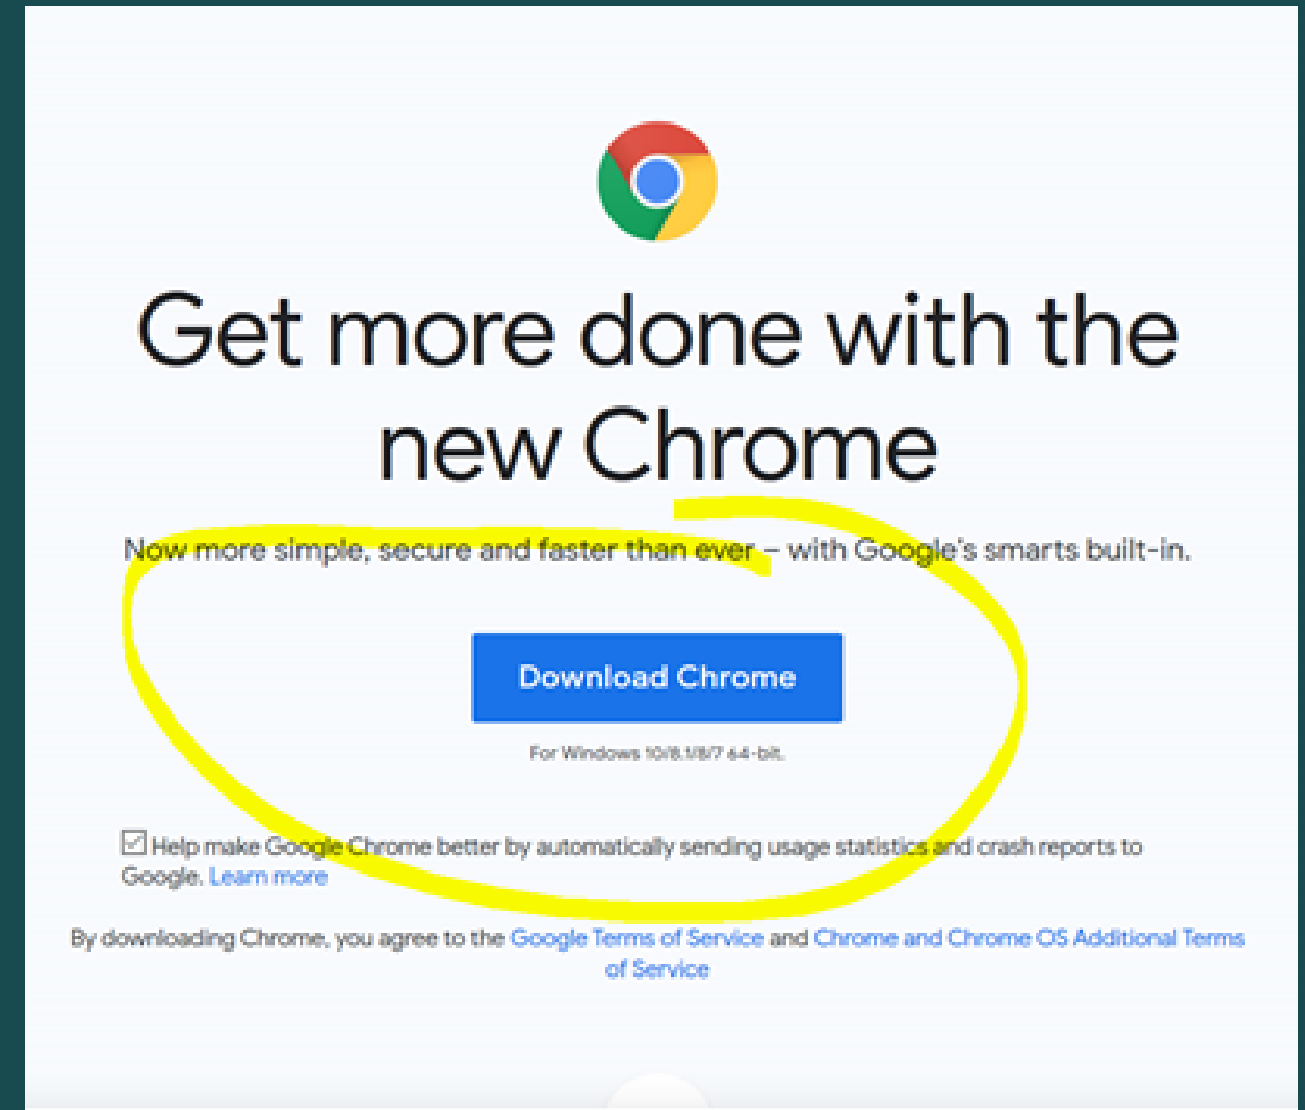 Get more done with the
new Chrome
Now more simple, secure and faster than ever – with Google's smarts built-in.
Download Chrome
For Windows 10/8.1/8/7 64-bit.
Help make Google Chrome better by automatically sending usage statistics and crash reports to
Google. Learn more
By downloading Chrome, you agree to the Google Terms of Service and Chrome and Chrome OS Additional Terms
of Service